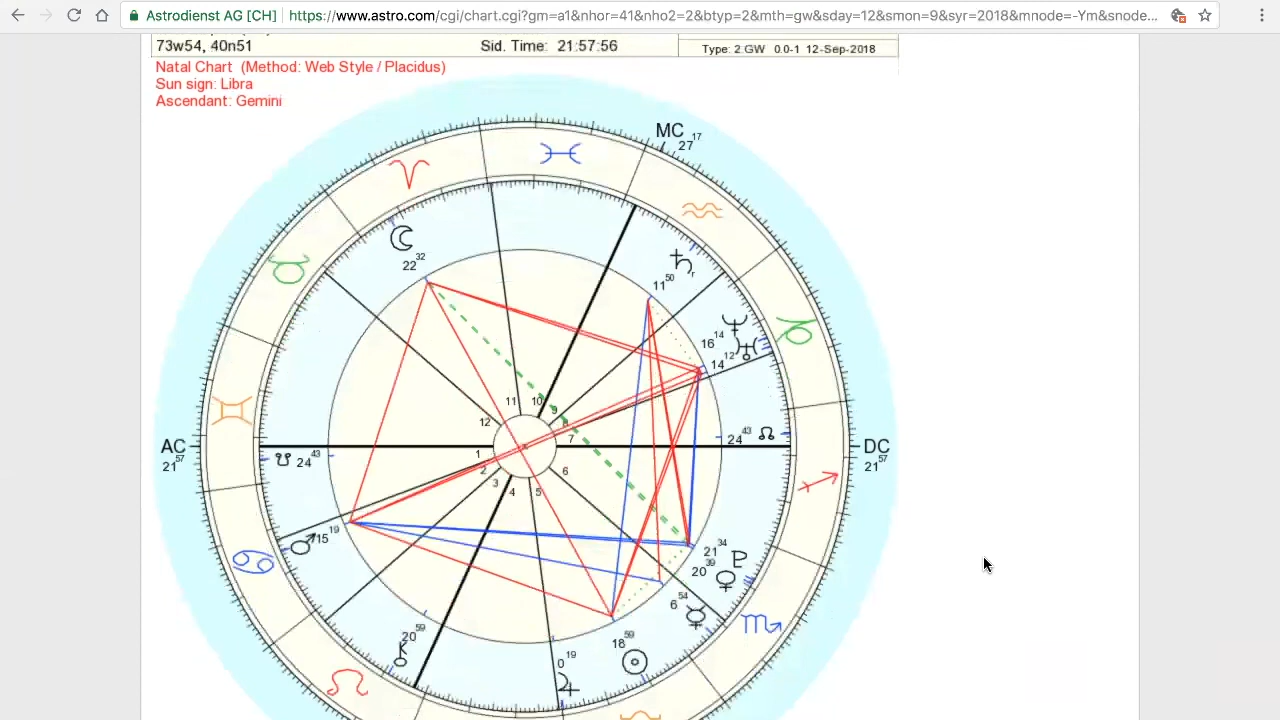 Astrodienst AG [CH] https://www.astro.com/cgi/chart.cgi?gm=a1&nhor=41&nho2=2&btyp=2&mth=gw&sday=12&smon=9&syr=2018&mnode=-Ym&snode...
73w54, 40n51 Sid. Time: 21:57:56
Type: 2.GW 0.0-1 12-Sep-2018
Natal Chart (Method: Web Style / Placidus)
Sun sign: Libra
Ascendant: Gemini
MC 27 17
♓
♈
♒
☽
22 32
♄ r
11 50
♉
♆
16 14
♅
14 12
♑
11 10 9
12 8
♊
AC 21 57
1 7
24 43 ☊
DC 21 57
☋ 24 43
2 6
3 4 5
♐
♂ 15 19
21 34 ♇
20 39 ♀
♋
6 54 ☿
♏
20 59
⚷
18 59 ☉
0 19
♃
♌
♎